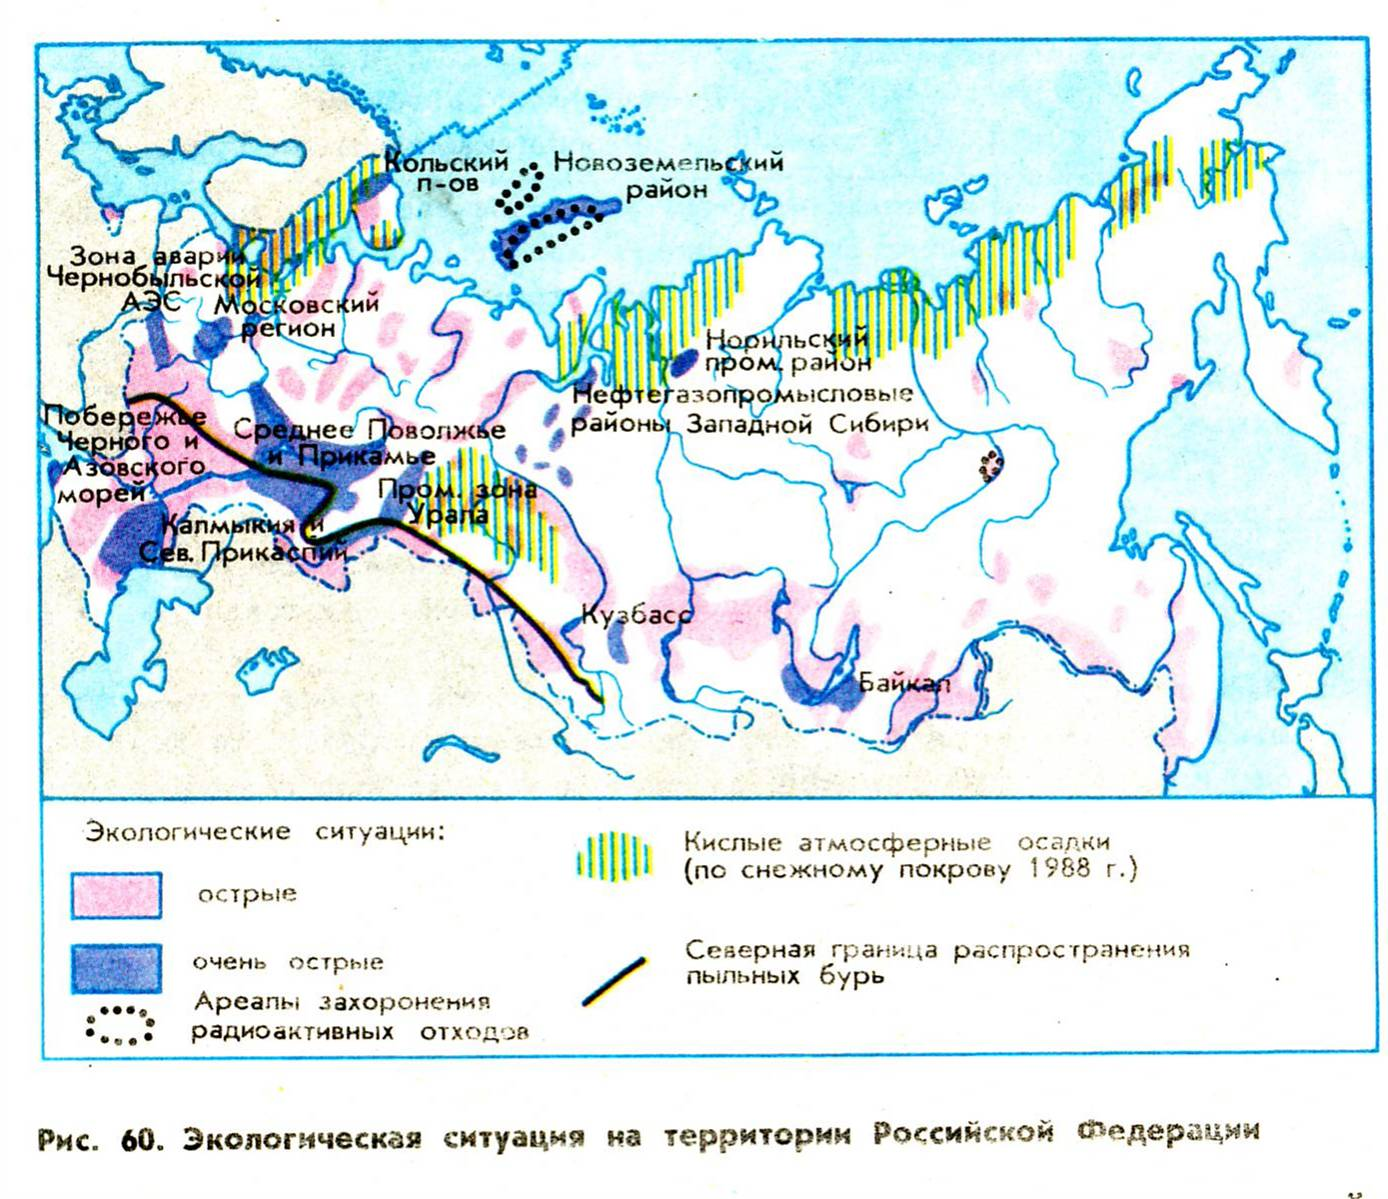 Кольский
п-ов
Новоземельский
район
Зона аварии
Чернобыльской
АЭС
Московский
регион
Норильский
пром. район
Нефтегазопромысловые
районы Западной Сибири
Побережье
Черного и
Азовского
морей
Среднее Поволжье
и Прикамье
Пром. зона
Урала
Калмыкия и
Сев. Прикаспий
Кузбасс
Байкал
Экологические ситуации:
острые
очень острые
Ареалы захоронения
радиоактивных отходов
Кислые атмосферные осадки
(по снежному покрову 1988 г.)
Северная граница распространения
пыльных бурь
Рис. 60. Экологическая ситуация на территории Российской Федерации